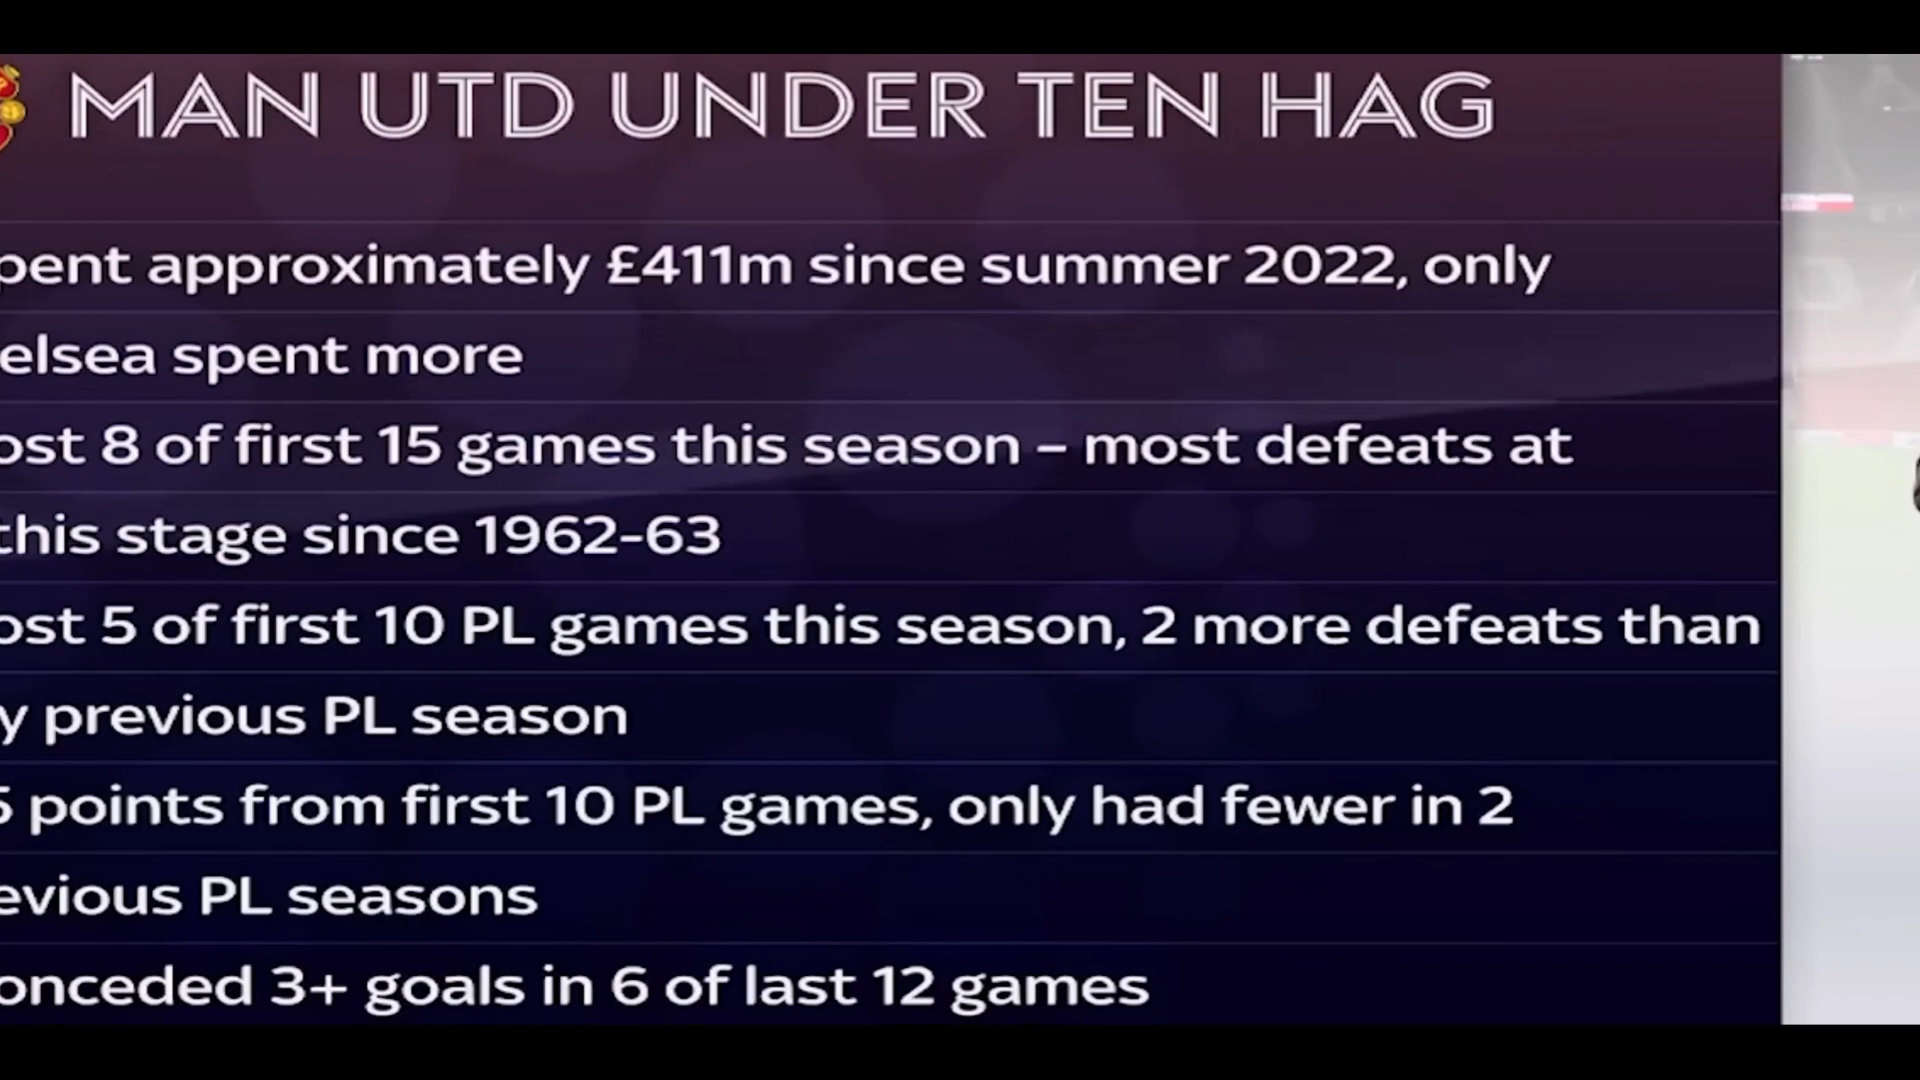 MAN UTD UNDER TEN HAG
pent approximately £411m since summer 2022, only
elsea spent more
ost 8 of first 15 games this season – most defeats at
this stage since 1962-63
ost 5 of first 10 PL games this season, 2 more defeats than
y previous PL season
5 points from first 10 PL games, only had fewer in 2
evious PL seasons
onceded 3+ goals in 6 of last 12 games